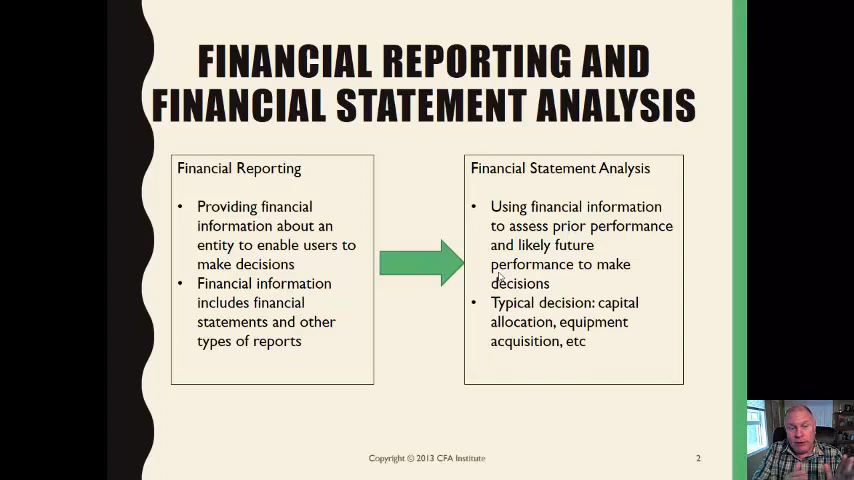 FINANCIAL REPORTING AND
FINANCIAL STATEMENT ANALYSIS
Financial Reporting
• Providing financial
information about an
entity to enable users to
make decisions
• Financial information
includes financial
statements and other
types of reports
Financial Statement Analysis
• Using financial information
to assess prior performance
and likely future
performance to make
decisions
• Typical decision: capital
allocation, equipment
acquisition, etc
Copyright © 2013 CFA Institute
2